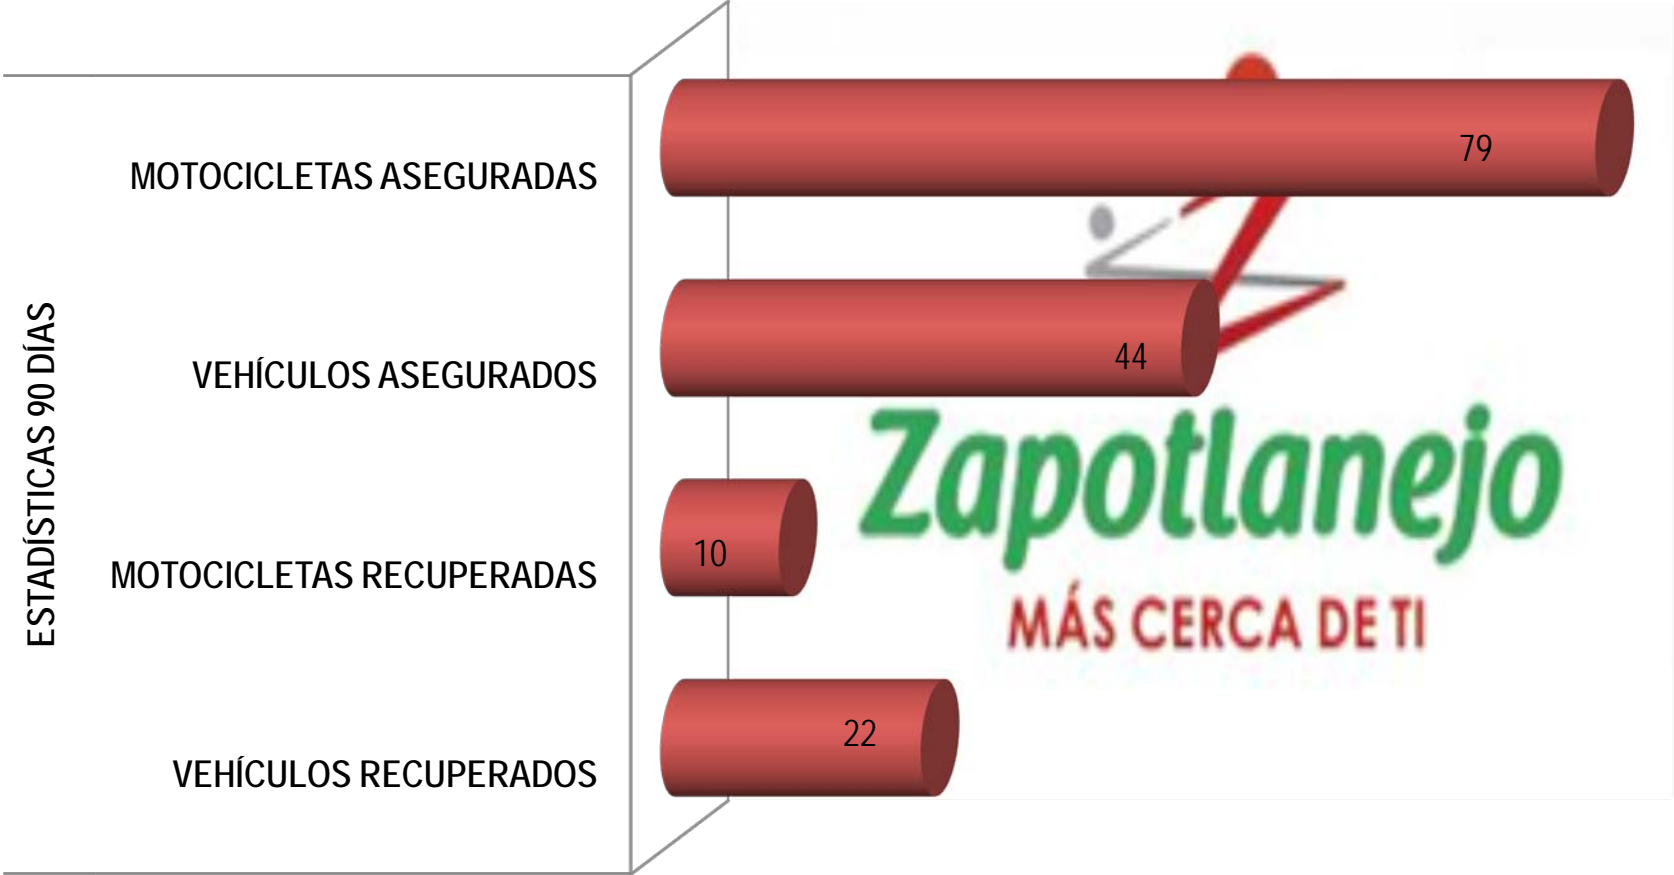 ESTADÍSTICAS 90 DÍAS
MOTOCICLETAS ASEGURADAS
79
VEHÍCULOS ASEGURADOS
44
MOTOCICLETAS RECUPERADAS
10
VEHÍCULOS RECUPERADOS
22
Zapotlanejo
MÁS CERCA DE TI